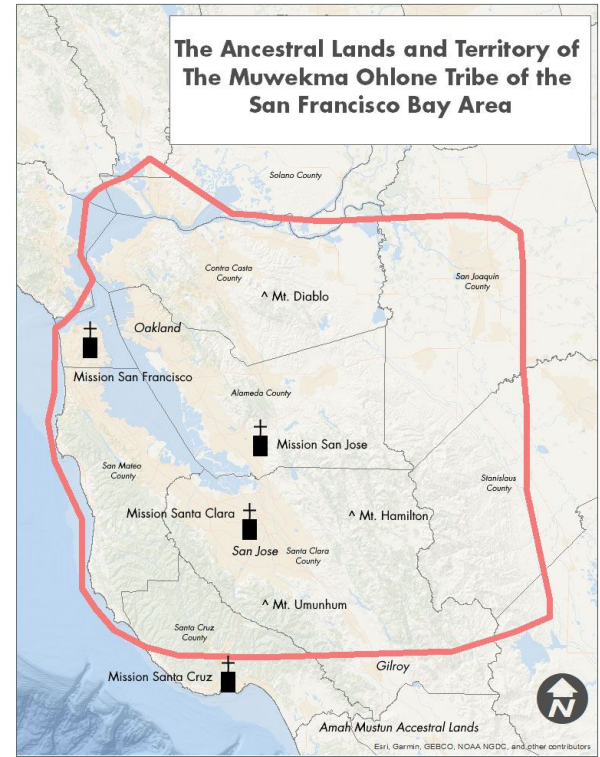 The Ancestral Lands and Territory of
The Muwekma Ohlone Tribe of the
San Francisco Bay Area
Solano County
Contra Costa
County
San Joaquin
County
^ Mt. Diablo
Oakland
Mission San Francisco
Alameda County
Mission San Jose
San Mateo
County
Stanislaus
County
Mission Santa Clara
^ Mt. Hamilton
San Jose
Santa Clara
County
^ Mt. Umunhum
Santa Cruz
County
Gilroy
Mission Santa Cruz
N
Amah Mustun Accestral Lands
Esri, Garmin, GEBCO, NOAA NGDC, and other contributors